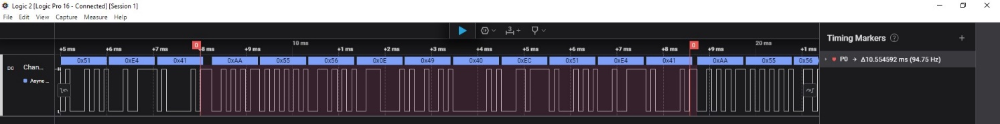 Logic 2 [Logic Pro 16 - Connected] [Session 1]
File Edit View Capture Measure Help
Timing Markers
+5 ms +6 ms +7 ms 0 +8 ms +9 ms 10 ms +1 ms +2 ms +3 ms +4 ms +5 ms +6 ms +7 ms +8 ms 0 +9 ms 20 ms +1 ms
P0 → Δ10.554592 ms (94.75 Hz)
0x51 0xE4 0x41 0xAA 0x55 0x56 0x0E 0x49 0x40 0xEC 0x51 0xE4 0x41 0xAA 0x55 0x56
D0 Chan... H
Async ...
L